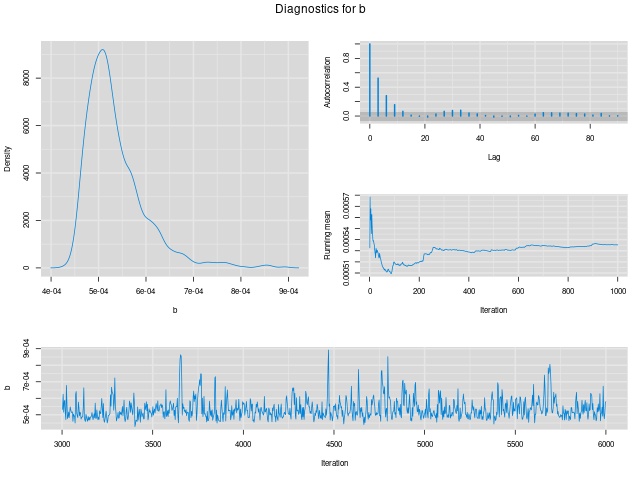 Diagnostics for b
Density
8000
6000
4000
2000
0
4e-04 5e-04 6e-04 7e-04 8e-04 9e-04
b
Autocorrelation
0.8
0.4
0.0
0 20 40 60 80
Lag
Running mean
0.00057
0.00054
0.00051
0 200 400 600 800 1000
Iteration
b
9e-04
7e-04
5e-04
3000 3500 4000 4500 5000 5500 6000
Iteration